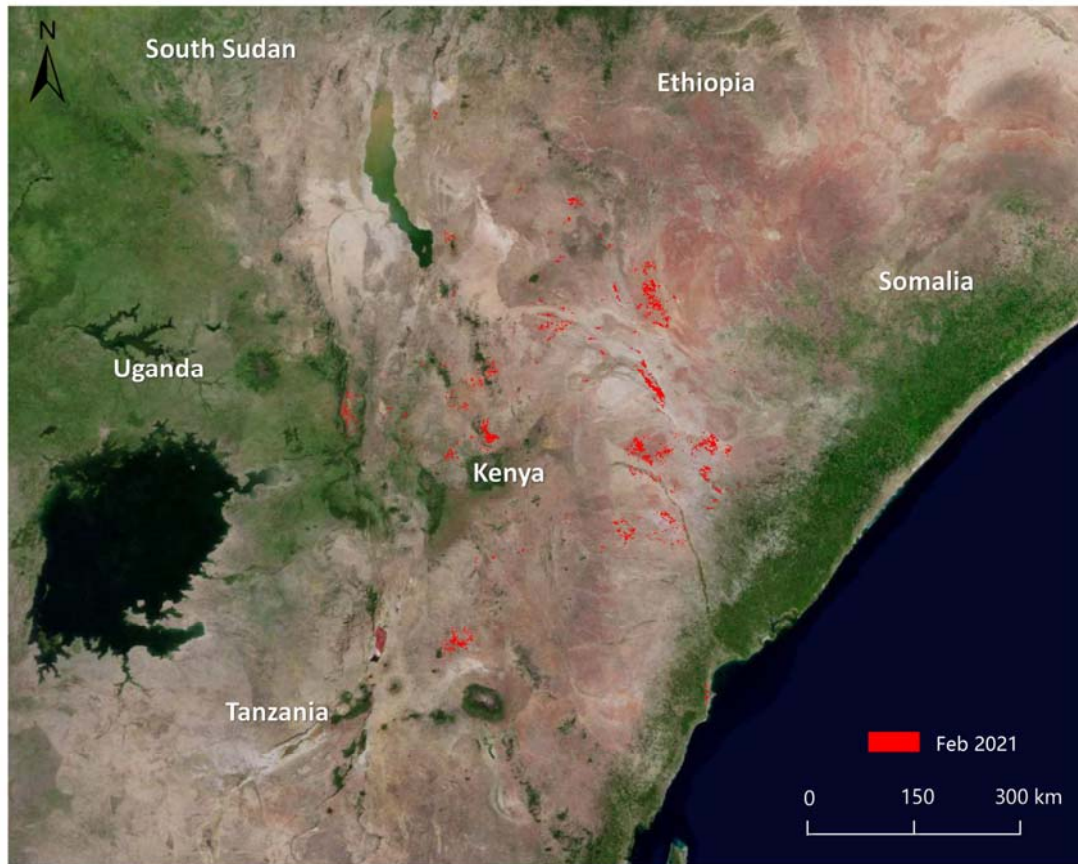 N
South Sudan
Ethiopia
Somalia
Uganda
Kenya
Tanzania
Feb 2021
0 150 300 km